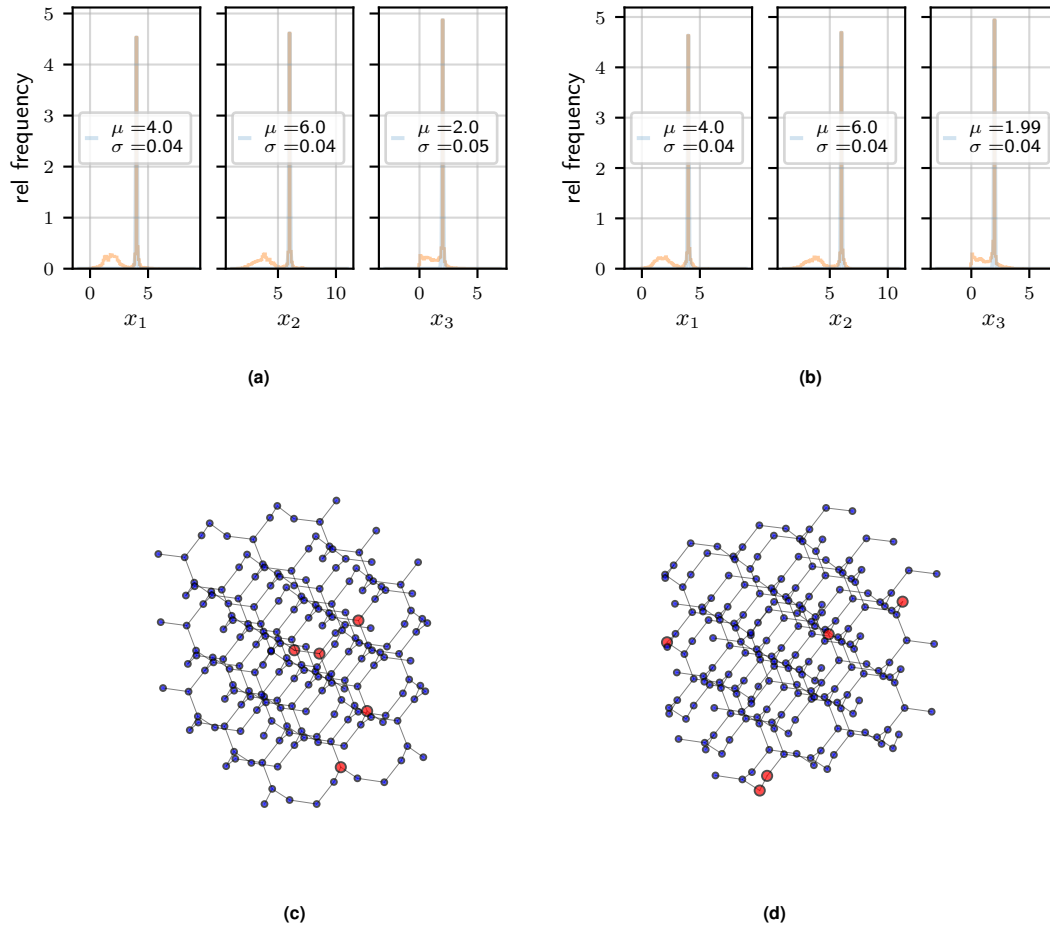 rel frequency
5
4
3
2
1
0
μ =4.0
σ =0.04
μ =6.0
σ =0.04
μ =2.0
σ =0.05
0 5
5 10
0 5
x₁
x₂
x₃
(a)
rel frequency
5
4
3
2
1
0
μ =4.0
σ =0.04
μ =6.0
σ =0.04
μ =1.99
σ =0.04
0 5
5 10
0 5
x₁
x₂
x₃
(b)
(c)
(d)